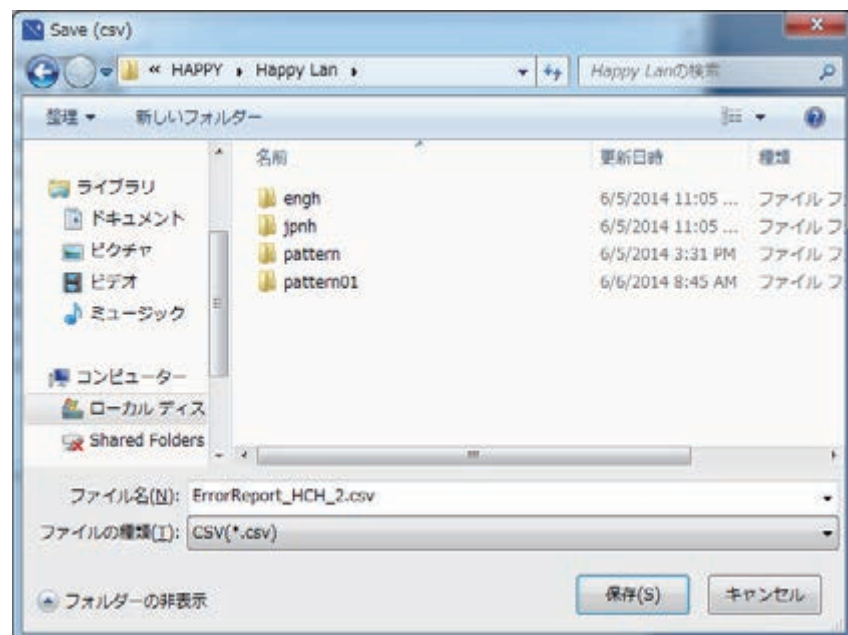 Save (csv)
« HAPPY ▸ Happy Lan ▸ Happy Lanの検索
整理 ▼ 新しいフォルダー
名前 更新日時 種類
ライブラリ
ドキュメント
ピクチャ
ビデオ
ミュージック
コンピューター
ローカル ディス
Shared Folders
engh 6/5/2014 11:05 ... ファイル フ
jpnh 6/5/2014 11:05 ... ファイル フ
pattern 6/5/2014 3:31 PM ファイル フ
pattern01 6/6/2014 8:45 AM ファイル フ
ファイル名(N): ErrorReport_HCH_2.csv
ファイルの種類(T): CSV(*.csv)
フォルダーの非表示 保存(S) キャンセル